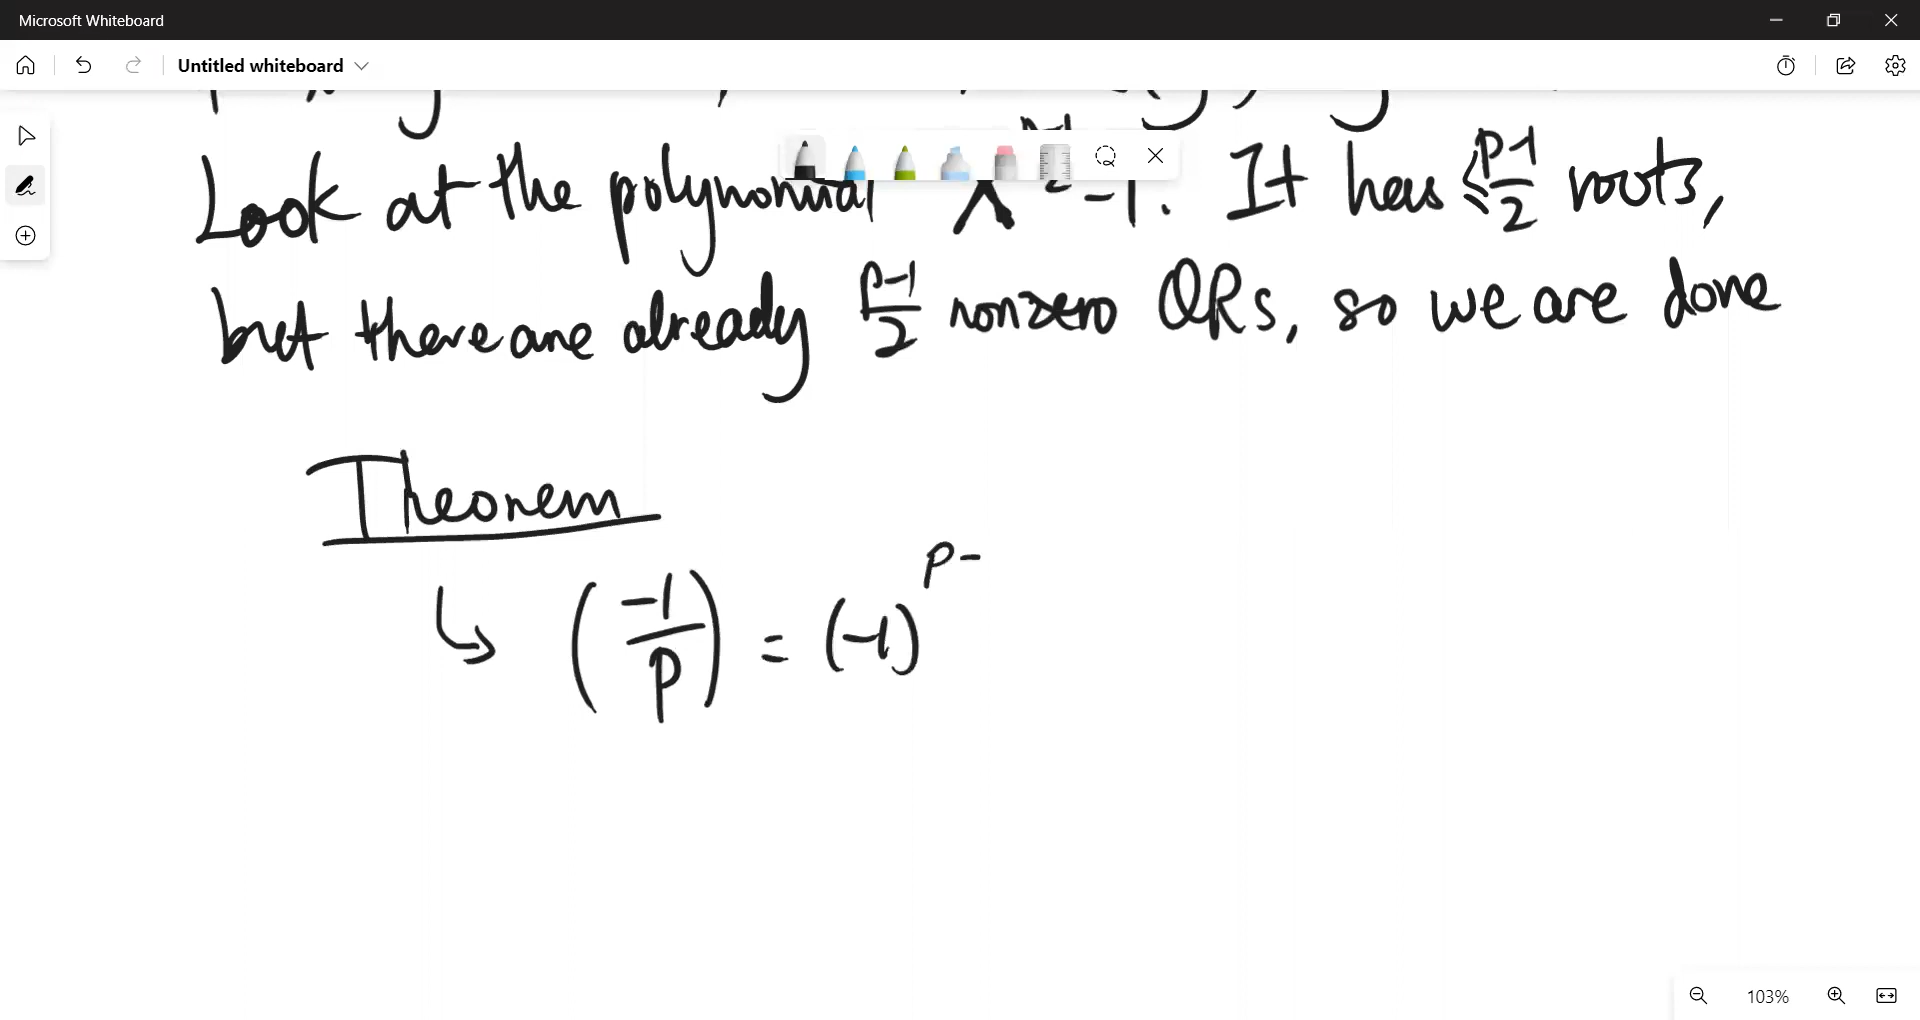 Microsoft Whiteboard
Untitled whiteboard
Look at the polynomial x^(p-1)/2 - 1. It has ≤ (p-1)/2 roots,
but there are already (p-1)/2 nonzero QRs, so we are done
Theorem
↳ (-1/p) = (-1)^p-
103%